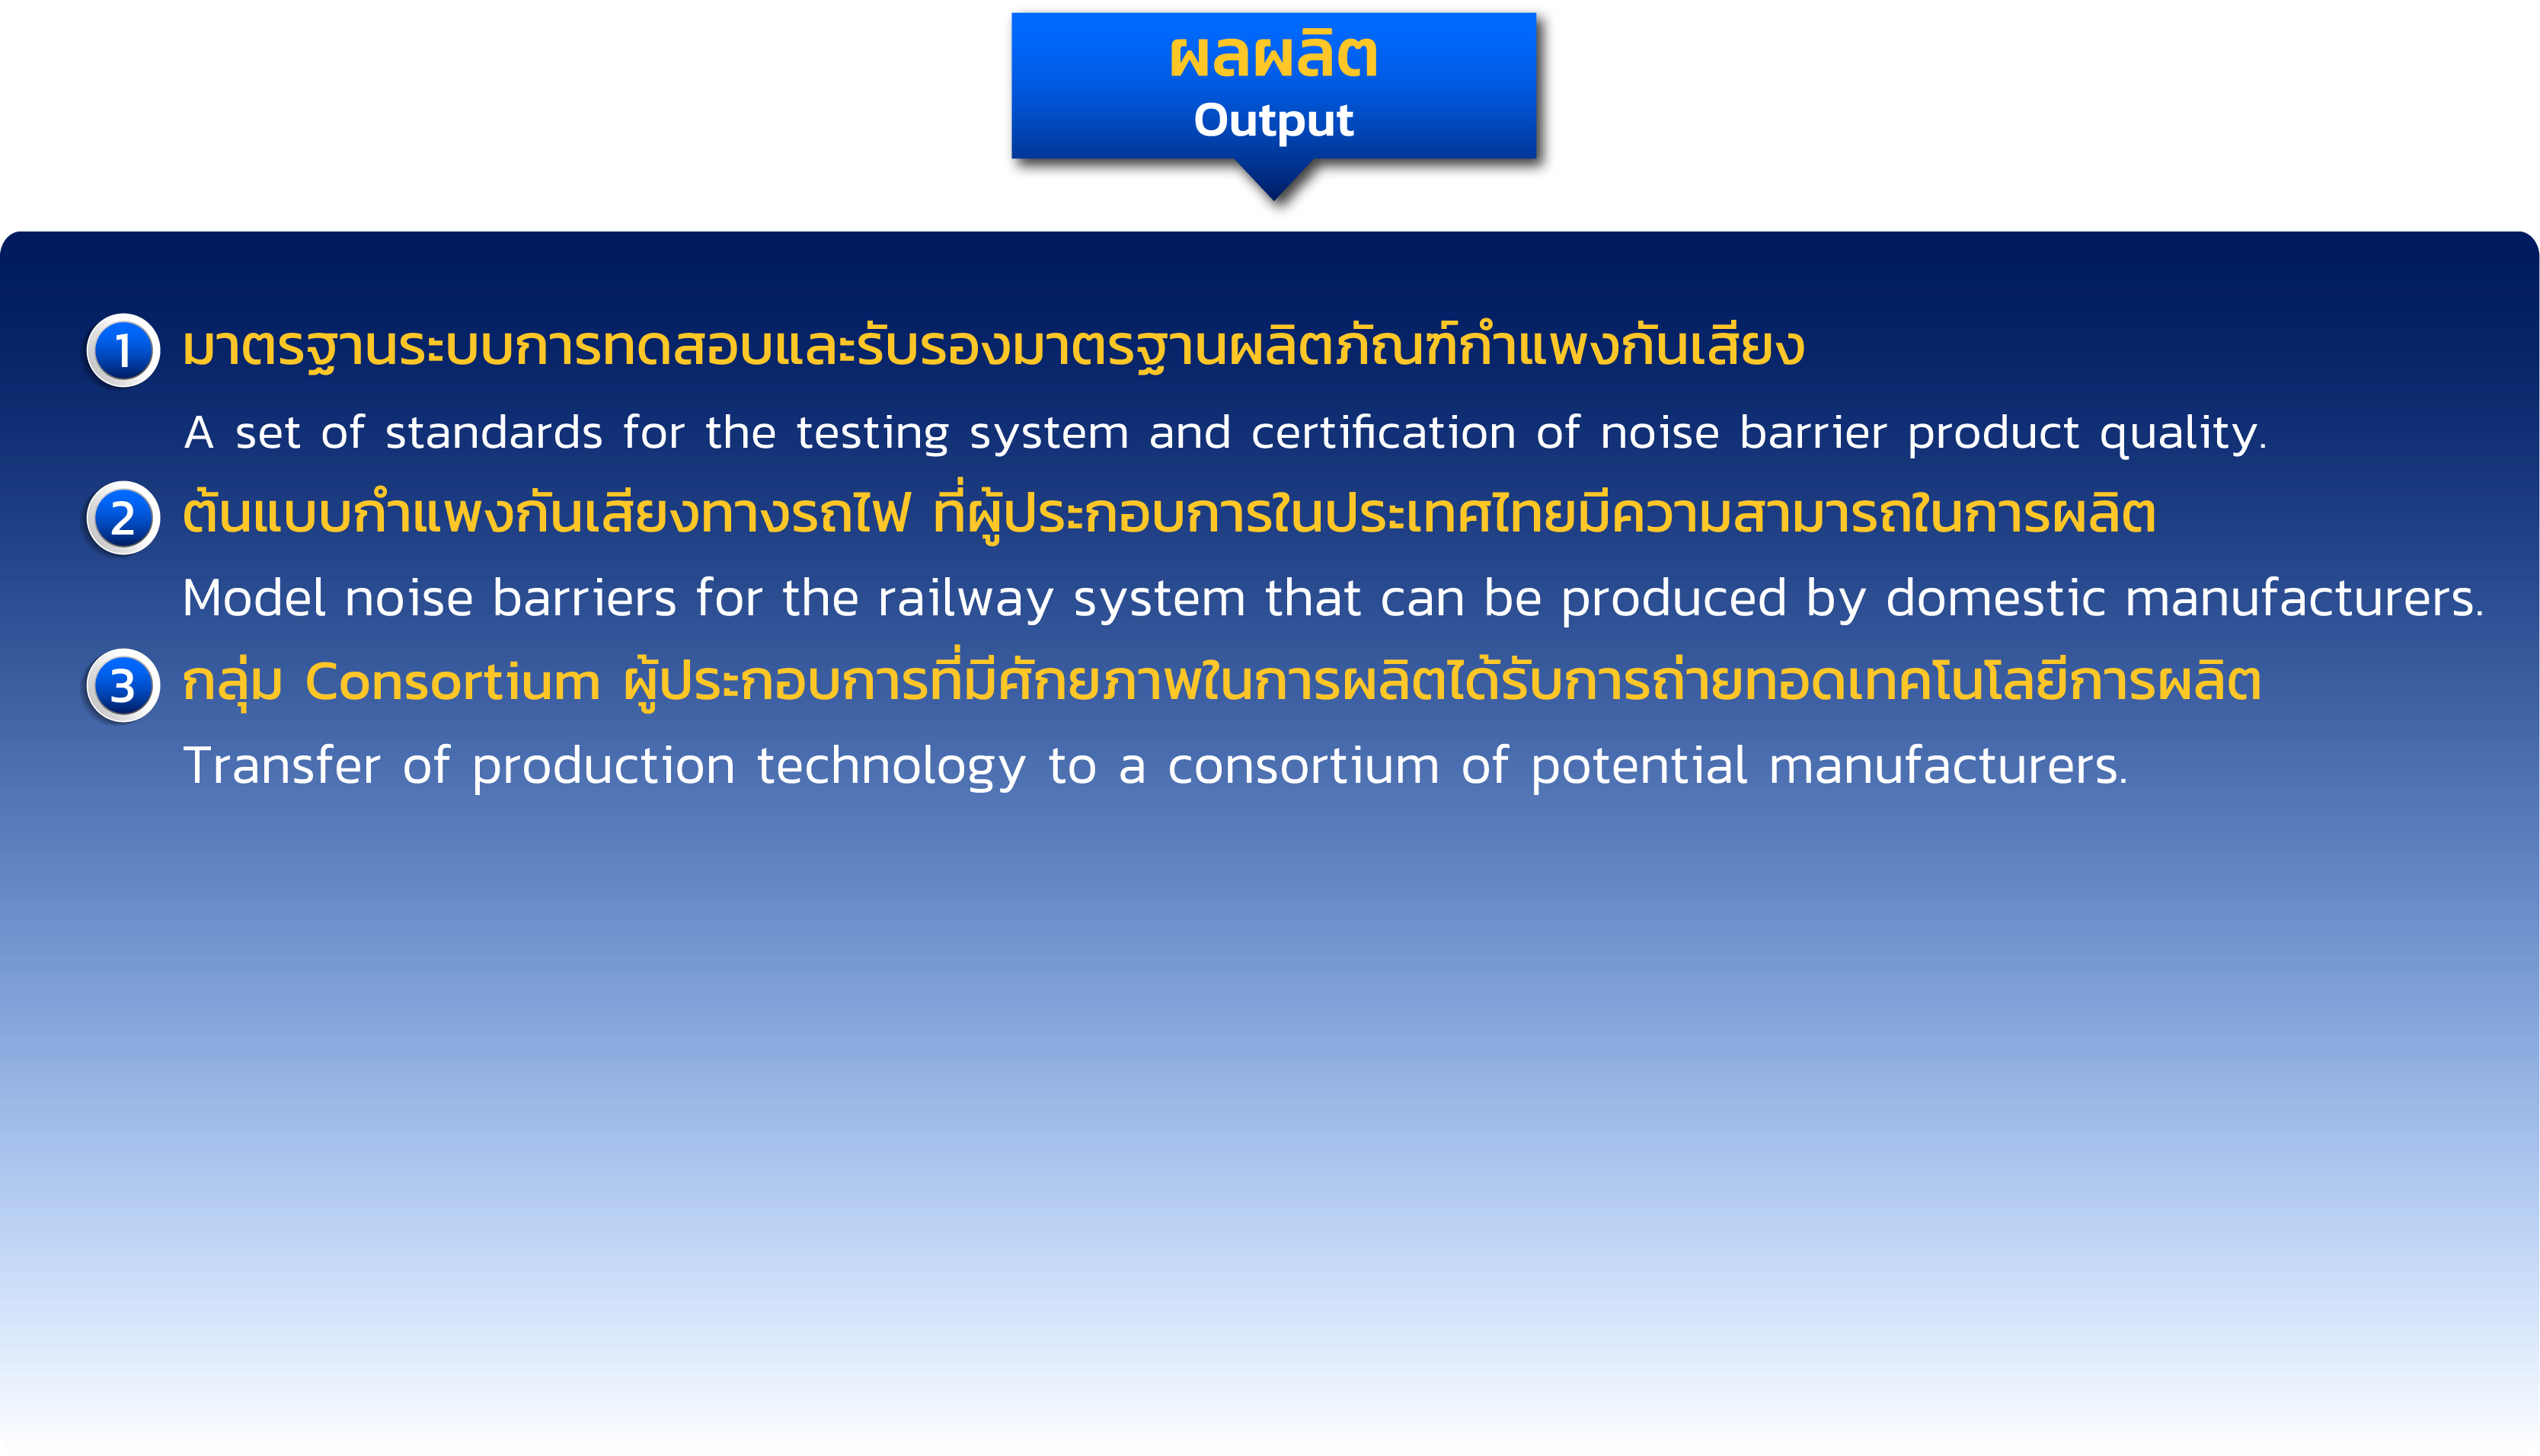 ผลผลิต
Output
1 มาตรฐานระบบการทดสอบและรับรองมาตรฐานผลิตภัณฑ์กำแพงกันเสียง
A set of standards for the testing system and certification of noise barrier product quality.
2 ต้นแบบกำแพงกันเสียงทางรถไฟ ที่ผู้ประกอบการในประเทศไทยมีความสามารถในการผลิต
Model noise barriers for the railway system that can be produced by domestic manufacturers.
3 กลุ่ม Consortium ผู้ประกอบการที่มีศักยภาพในการผลิตได้รับการถ่ายทอดเทคโนโลยีการผลิต
Transfer of production technology to a consortium of potential manufacturers.